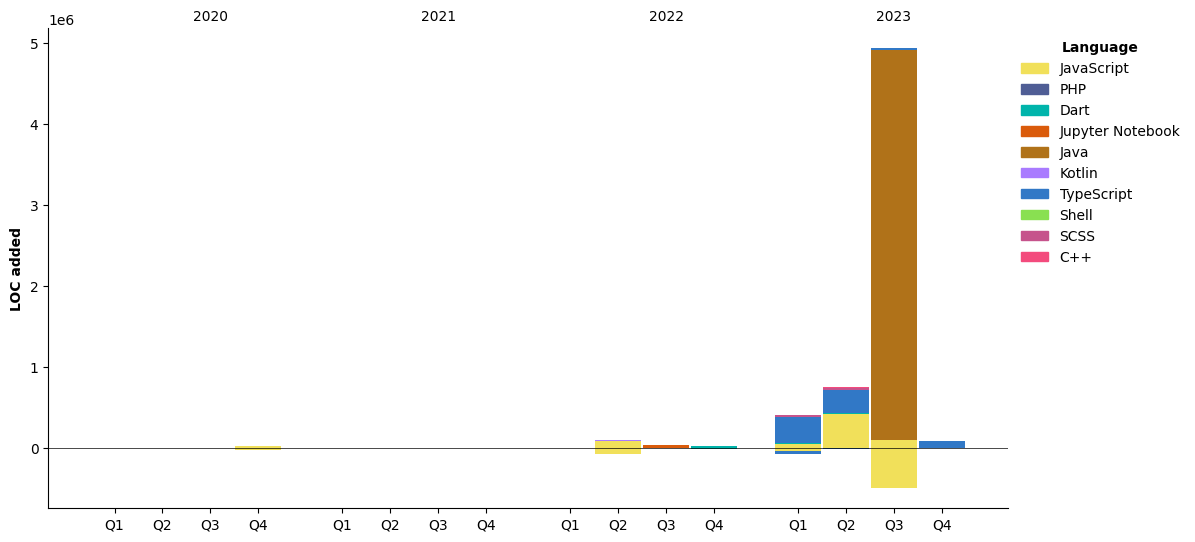 1e6
2020 2021 2022 2023
5
4
3
2
1
0
LOC added
Q1 Q2 Q3 Q4 Q1 Q2 Q3 Q4 Q1 Q2 Q3 Q4 Q1 Q2 Q3 Q4
Language
JavaScript
PHP
Dart
Jupyter Notebook
Java
Kotlin
TypeScript
Shell
SCSS
C++